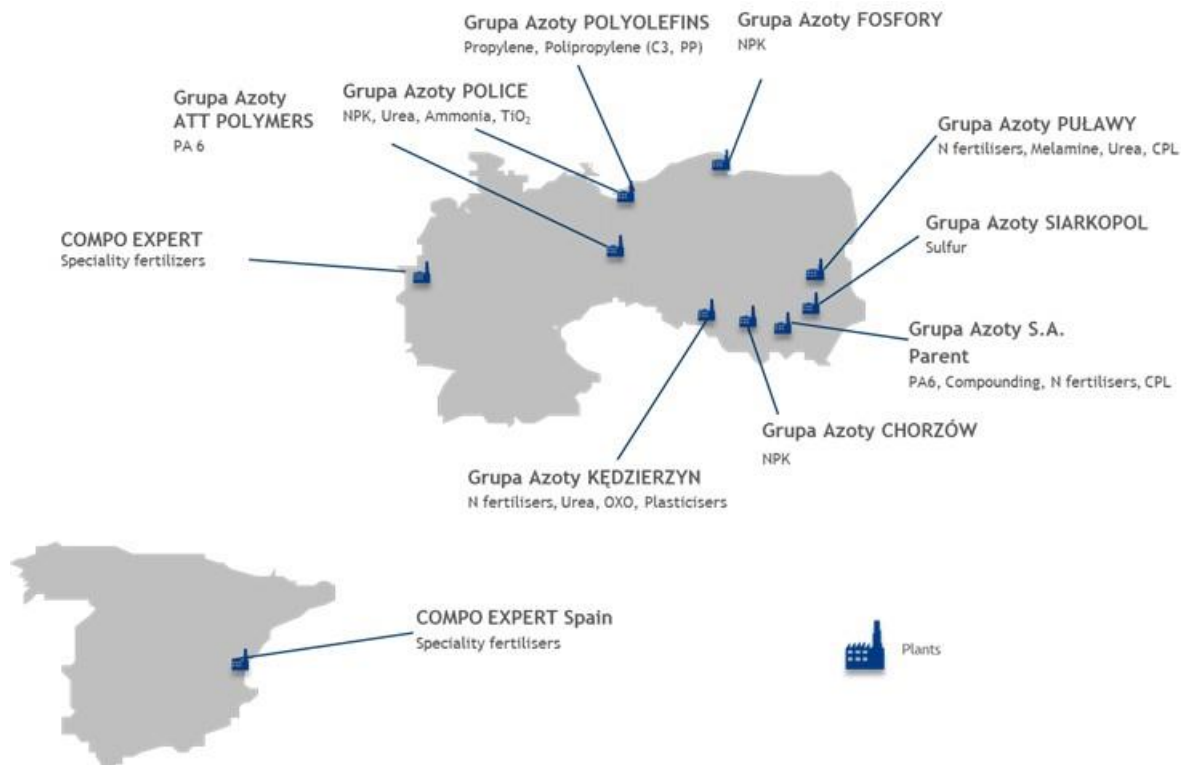 Grupa Azoty POLYOLEFINS
Propylene, Polipropylene (C3, PP)
Grupa Azoty FOSFORY
NPK
Grupa Azoty
ATT POLYMERS
PA 6
Grupa Azoty POLICE
NPK, Urea, Ammonia, TiO₂
Grupa Azoty PUŁAWY
N fertilisers, Melamine, Urea, CPL
COMPO EXPERT
Speciality fertilizers
Grupa Azoty SIARKOPOL
Sulfur
Grupa Azoty S.A.
Parent
PA6, Compounding, N fertilisers, CPL
Grupa Azoty CHORZÓW
NPK
Grupa Azoty KĘDZIERZYN
N fertilisers, Urea, OXO, Plasticisers
COMPO EXPERT Spain
Speciality fertilisers
Plants